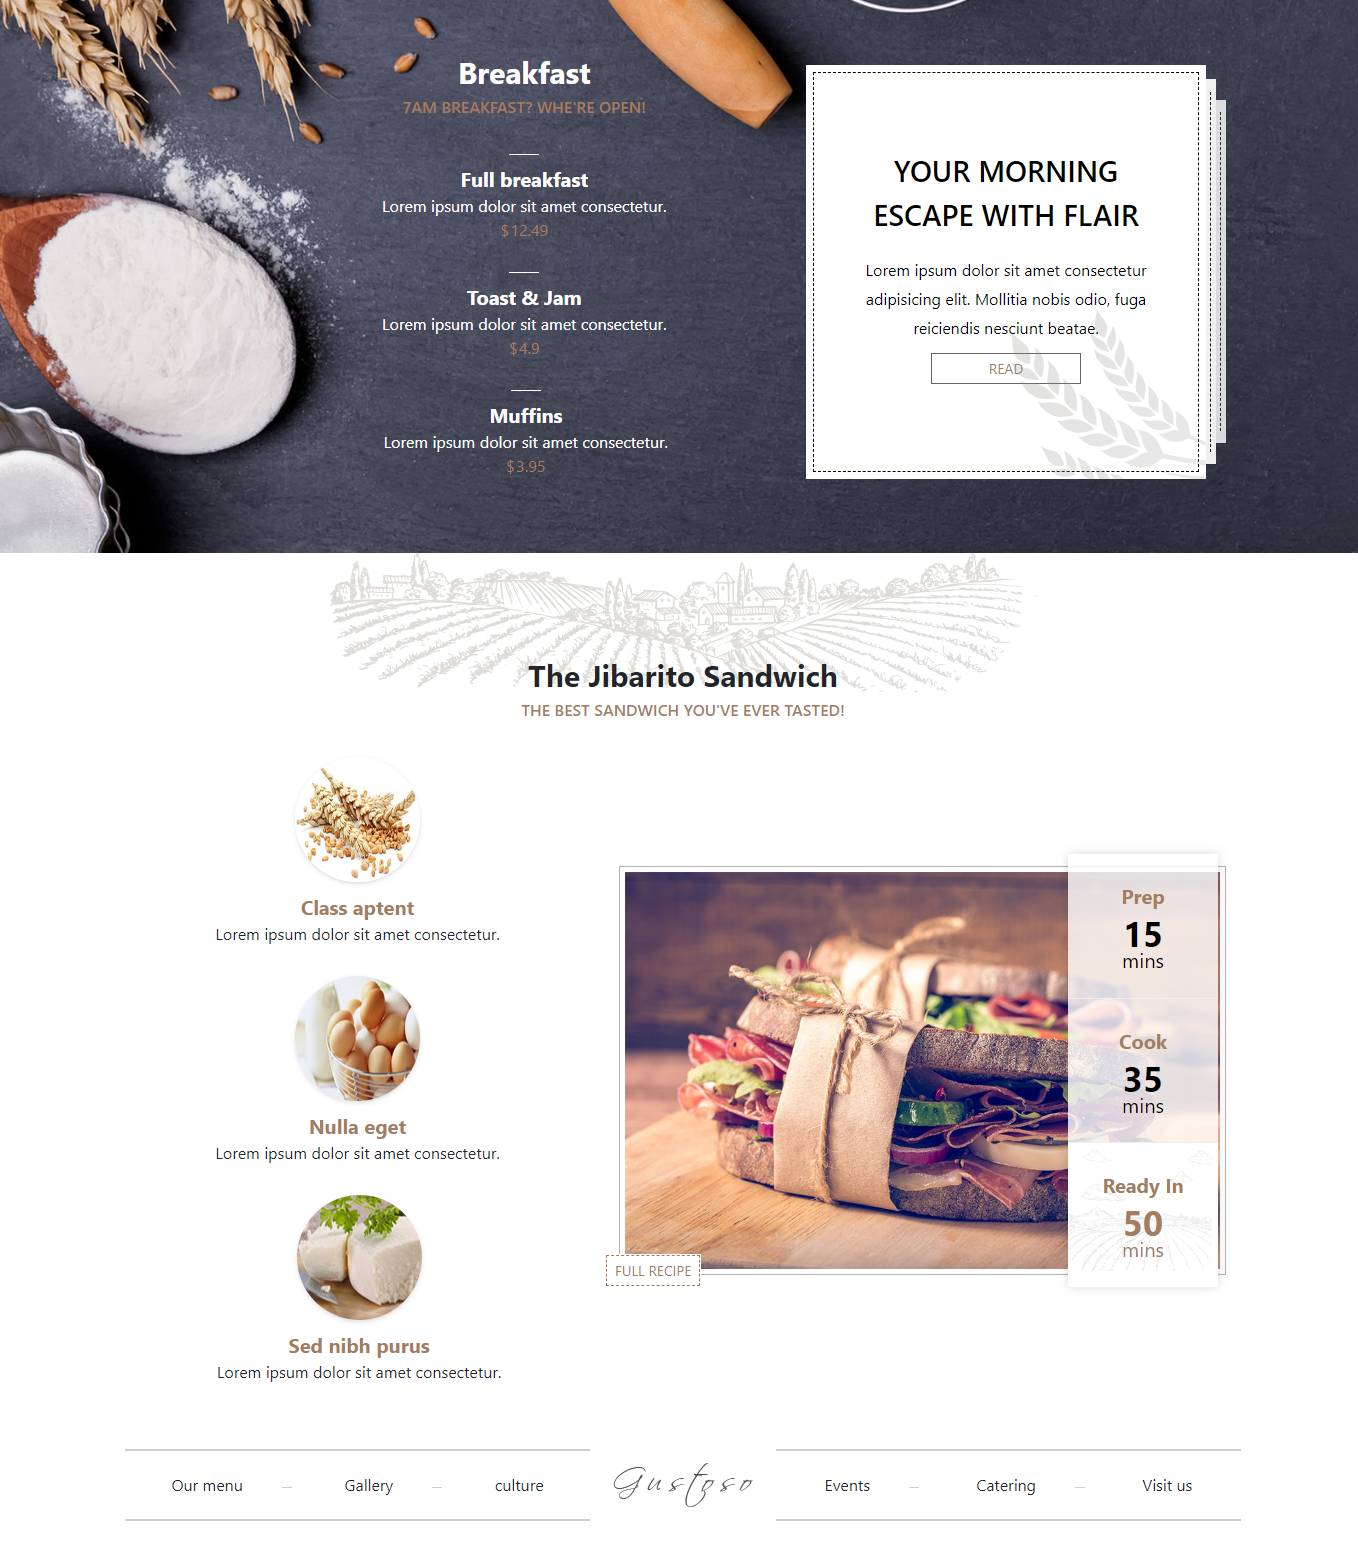 Breakfast
7AM BREAKFAST? WHE'RE OPEN!
Full breakfast
Lorem ipsum dolor sit amet consectetur.
$12.49
Toast & Jam
Lorem ipsum dolor sit amet consectetur.
$4.9
Muffins
Lorem ipsum dolor sit amet consectetur.
$3.95
YOUR MORNING
ESCAPE WITH FLAIR
Lorem ipsum dolor sit amet consectetur
adipisicing elit. Mollitia nobis odio, fuga
reiciendis nesciunt beatae.
READ
The Jibarito Sandwich
THE BEST SANDWICH YOU'VE EVER TASTED!
Class aptent
Lorem ipsum dolor sit amet consectetur.
Nulla eget
Lorem ipsum dolor sit amet consectetur.
Sed nibh purus
Lorem ipsum dolor sit amet consectetur.
Prep
15
mins
Cook
35
mins
Ready In
50
mins
FULL RECIPE
Our menu – Gallery – culture Gustoso Events – Catering – Visit us